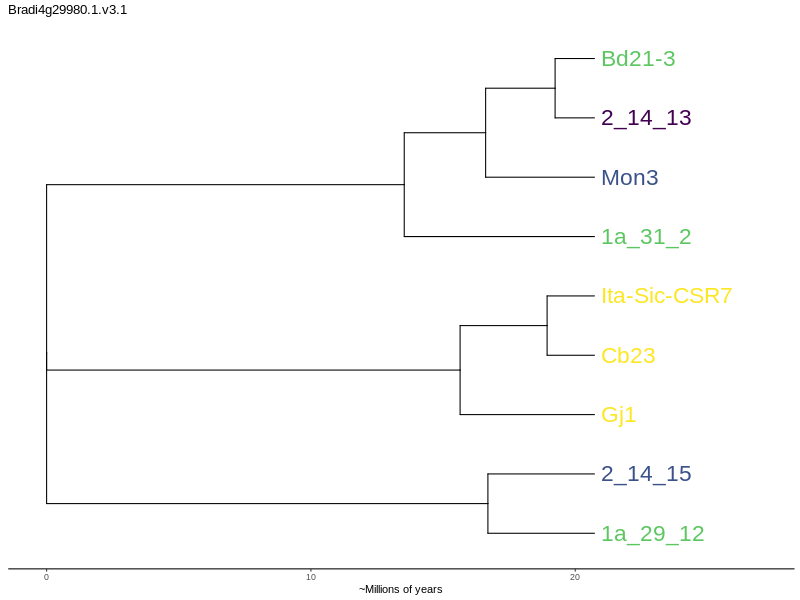 Bradi4g29980.1.v3.1
Bd21-3
2_14_13
Mon3
1a_31_2
Ita-Sic-CSR7
Cb23
Gj1
2_14_15
1a_29_12
0 10 20
~Millions of years